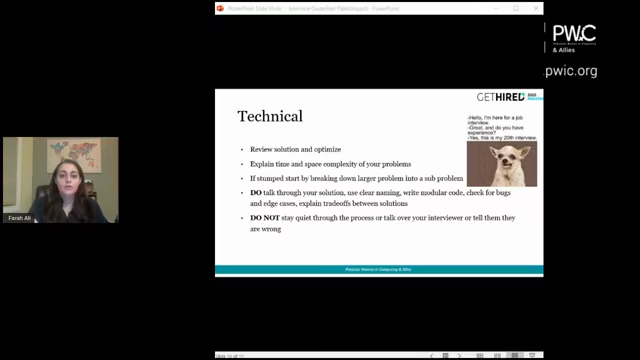 PowerPoint Slide Show - Interview Guidelines Pakistan.pptx - PowerPoint
PWiC
& Allies
.pwic.org
GETHIRED 2020
Technical
-Hello, I'm here for a job
interview.
-Great, and do you have
experience?
-Yes, this is my 20th interview.
• Review solution and optimize
• Explain time and space complexity of your problems
• If stumped start by breaking down larger problem into a sub problem
• DO talk through your solution, use clear naming, write modular code, check for bugs
and edge cases, explain tradeoffs between solutions
• DO NOT stay quiet through the process or talk over your interviewer or tell them they
are wrong
Farah Ali
Pakistani Women in Computing & Allies